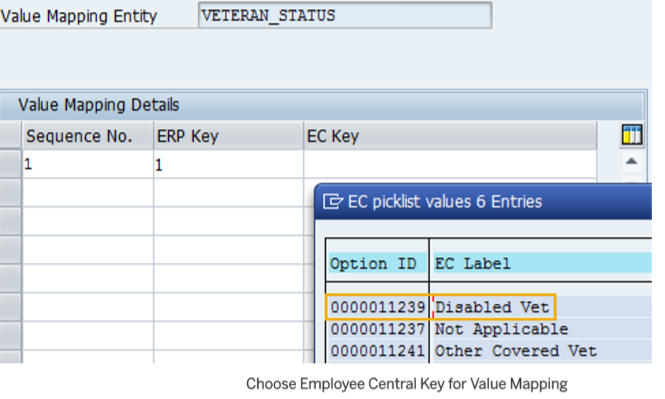 Value Mapping Entity VETERAN_STATUS
Value Mapping Details
Sequence No. ERP Key EC Key
1 1
EC picklist values 6 Entries
Option ID EC Label
0000011239 Disabled Vet
0000011237 Not Applicable
0000011241 Other Covered Vet
Choose Employee Central Key for Value Mapping